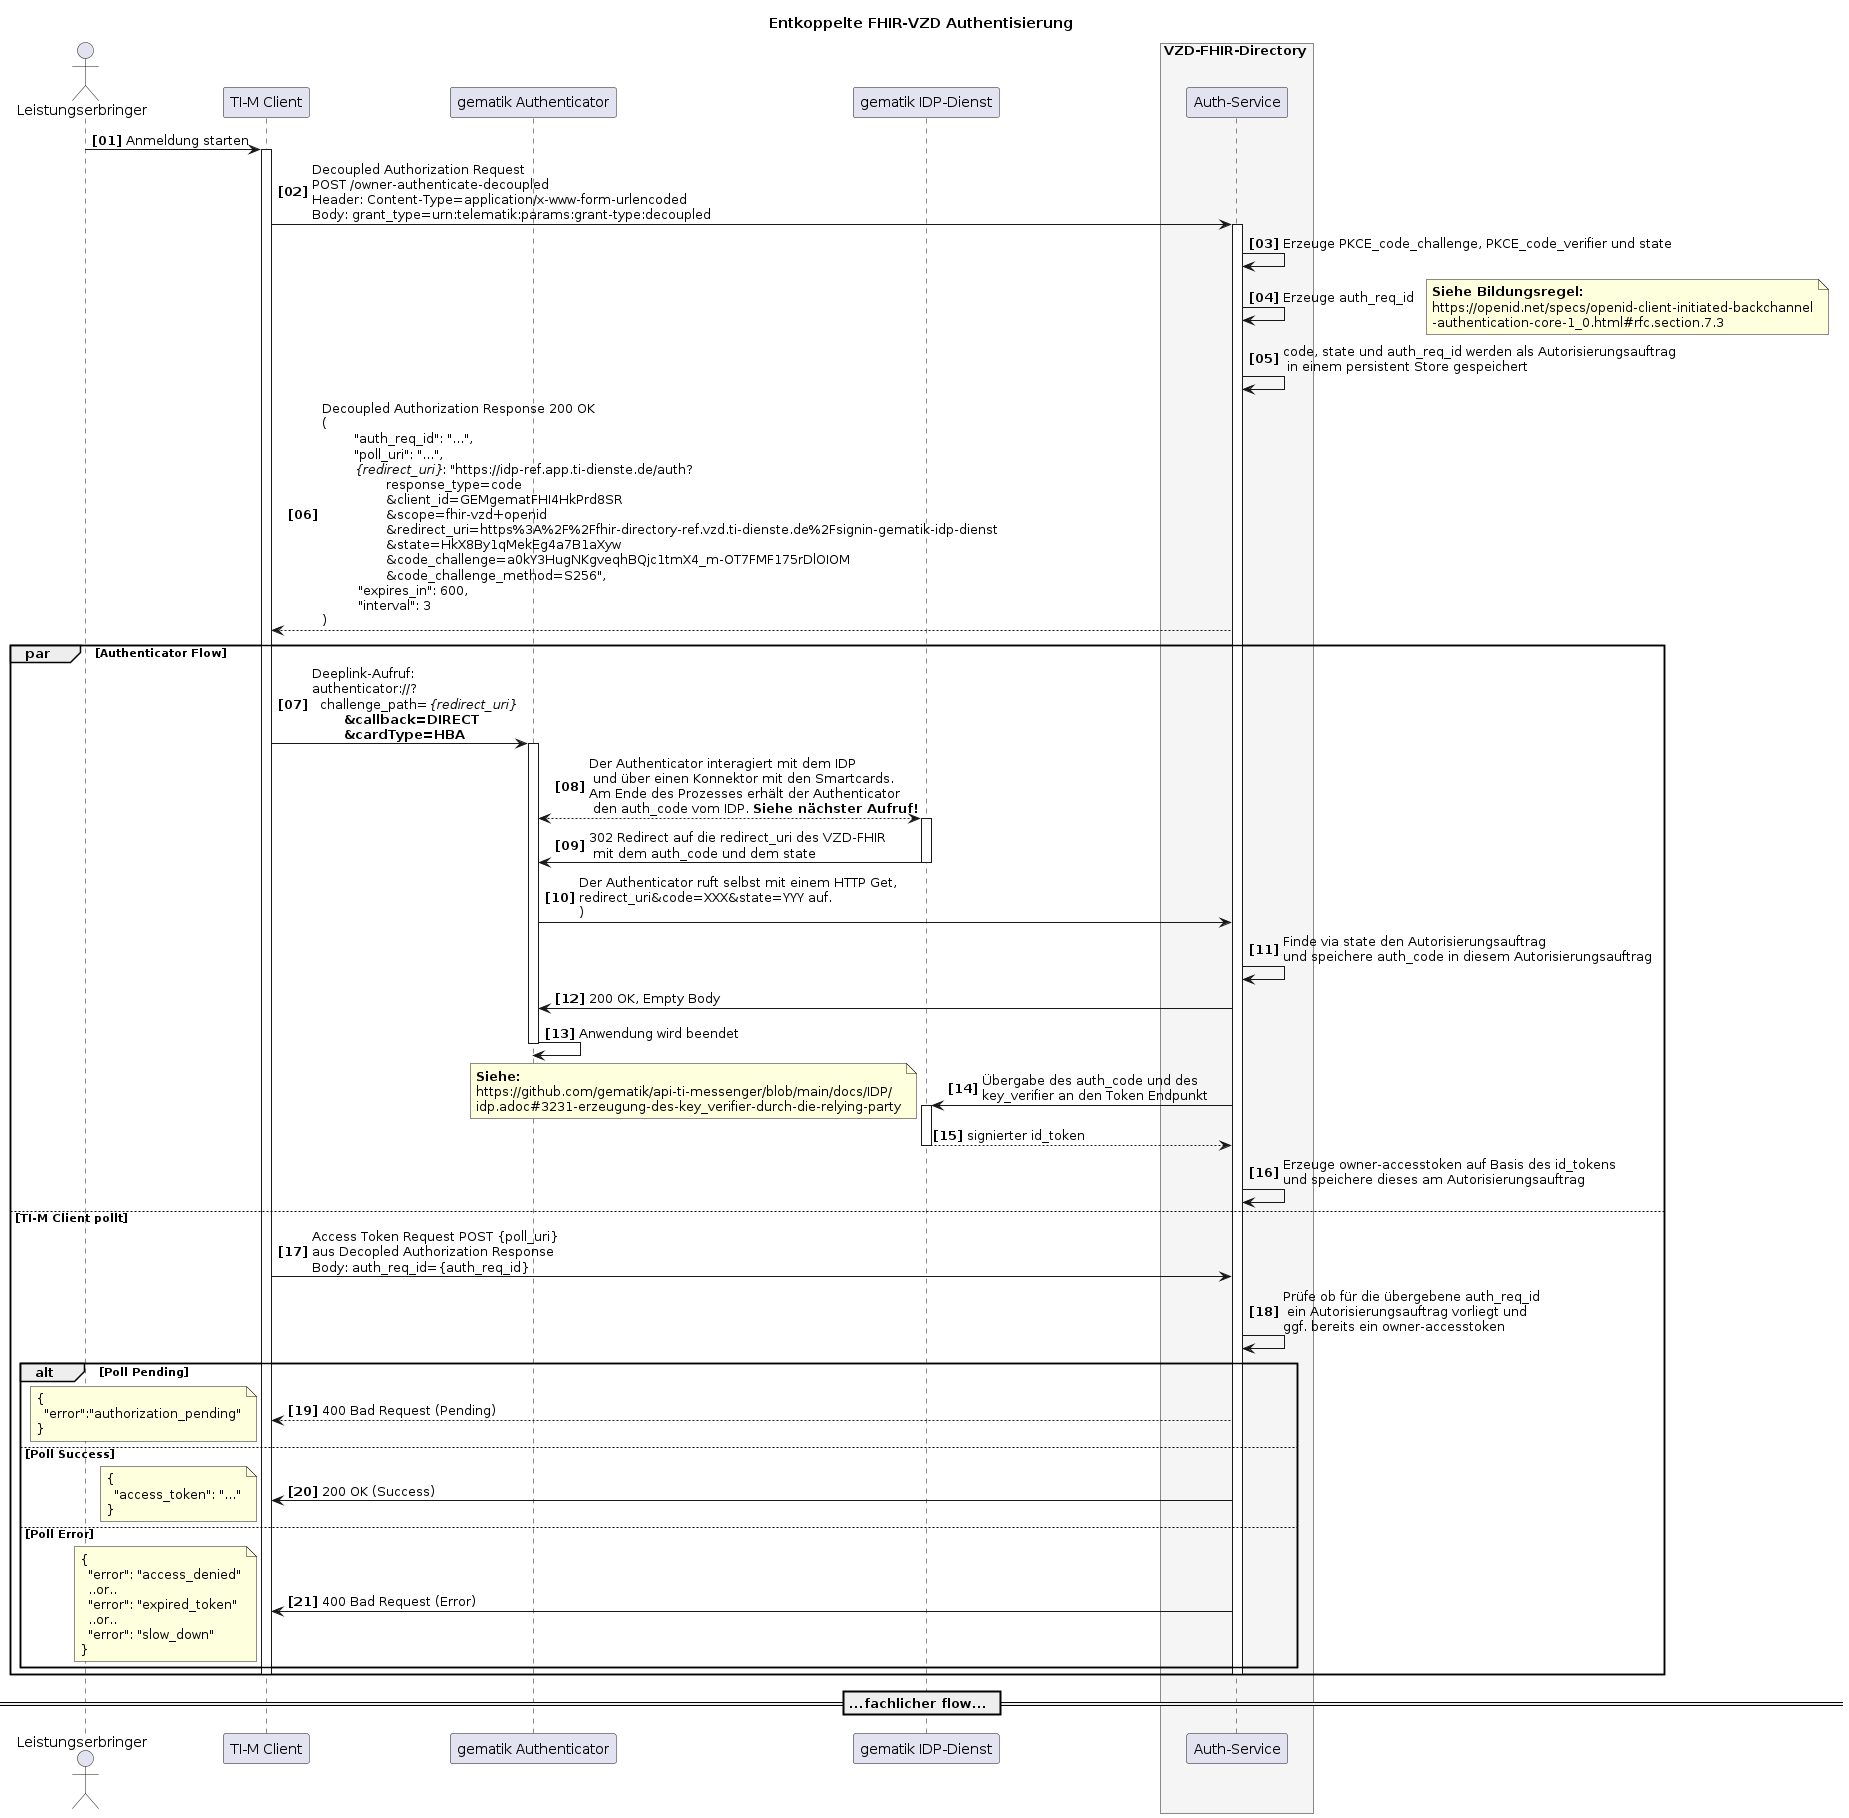 Entkoppelte FHIR-VZD Authentisierung
VZD-FHIR-Directory
Leistungserbringer
TI-M Client
gematik Authenticator
gematik IDP-Dienst
Auth-Service
[01] Anmeldung starten
[02]
Decoupled Authorization Request
POST /owner-authenticate-decoupled
Header: Content-Type=application/x-www-form-urlencoded
Body: grant_type=urn:telematik:params:grant-type:decoupled
[03] Erzeuge PKCE_code_challenge, PKCE_code_verifier und state
[04] Erzeuge auth_req_id
Siehe Bildungsregel:
https://openid.net/specs/openid-client-initiated-backchannel
-authentication-core-1_0.html#rfc.section.7.3
[05]
code, state und auth_req_id werden als Autorisierungsauftrag
in einem persistent Store gespeichert
[06]
Decoupled Authorization Response 200 OK
(
"auth_req_id": "...",
"poll_uri": "...",
{redirect_uri}: "https://idp-ref.app.ti-dienste.de/auth?
response_type=code
&client_id=GEMgematFHI4HkPrd8SR
&scope=fhir-vzd+openid
&redirect_uri=https%3A%2F%2Ffhir-directory-ref.vzd.ti-dienste.de%2Fsignin-gematik-idp-dienst
&state=HkX8By1qMekEg4a7B1aXyw
&code_challenge=a0kY3HugNKgveqhBQjc1tmX4_m-OT7FMF175rDlOIOM
&code_challenge_method=S256",
"expires_in": 600,
"interval": 3
)
par [Authenticator Flow]
[07]
Deeplink-Aufruf:
authenticator://?
challenge_path={redirect_uri}
&callback=DIRECT
&cardType=HBA
[08]
Der Authenticator interagiert mit dem IDP
und über einen Konnektor mit den Smartcards.
Am Ende des Prozesses erhält der Authenticator
den auth_code vom IDP. Siehe nächster Aufruf!
[09]
302 Redirect auf die redirect_uri des VZD-FHIR
mit dem auth_code und dem state
[10]
Der Authenticator ruft selbst mit einem HTTP Get,
redirect_uri&code=XXX&state=YYY auf.
)
[11]
Finde via state den Autorisierungsauftrag
und speichere auth_code in diesem Autorisierungsauftrag
[12] 200 OK, Empty Body
[13] Anwendung wird beendet
Siehe:
https://github.com/gematik/api-ti-messenger/blob/main/docs/IDP/
idp.adoc#3231-erzeugung-des-key_verifier-durch-die-relying-party
[14]
Übergabe des auth_code und des
key_verifier an den Token Endpunkt
[15] signierter id_token
[16]
Erzeuge owner-accesstoken auf Basis des id_tokens
und speichere dieses am Autorisierungsauftrag
[TI-M Client pollt]
[17]
Access Token Request POST {poll_uri}
aus Decopled Authorization Response
Body: auth_req_id={auth_req_id}
[18]
Prüfe ob für die übergebene auth_req_id
ein Autorisierungsauftrag vorliegt und
ggf. bereits ein owner-accesstoken
alt [Poll Pending]
{
"error":"authorization_pending"
}
[19] 400 Bad Request (Pending)
[Poll Success]
{
"access_token": "..."
}
[20] 200 OK (Success)
[Poll Error]
{
"error": "access_denied"
..or..
"error": "expired_token"
..or..
"error": "slow_down"
}
[21] 400 Bad Request (Error)
...fachlicher flow...
Leistungserbringer
TI-M Client
gematik Authenticator
gematik IDP-Dienst
Auth-Service